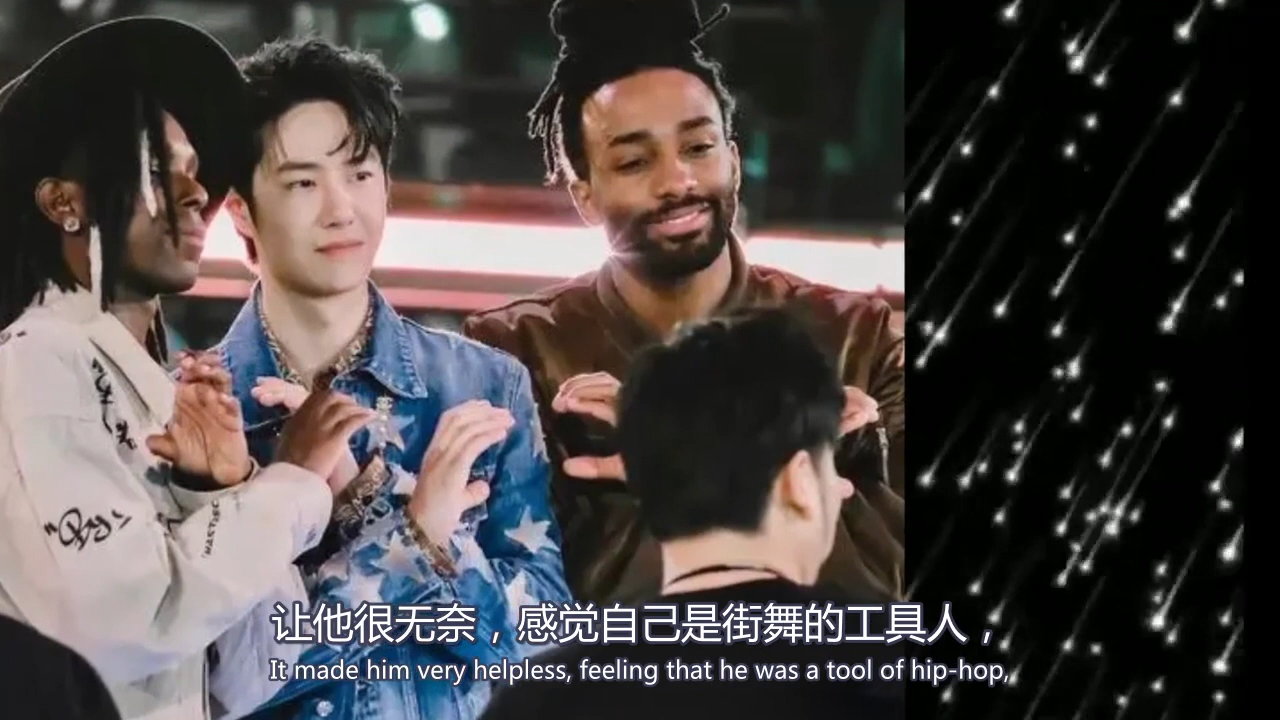 MASTERPI
让他很无奈，感觉自己是街舞的工具人，
It made him very helpless, feeling that he was a tool of hip-hop,